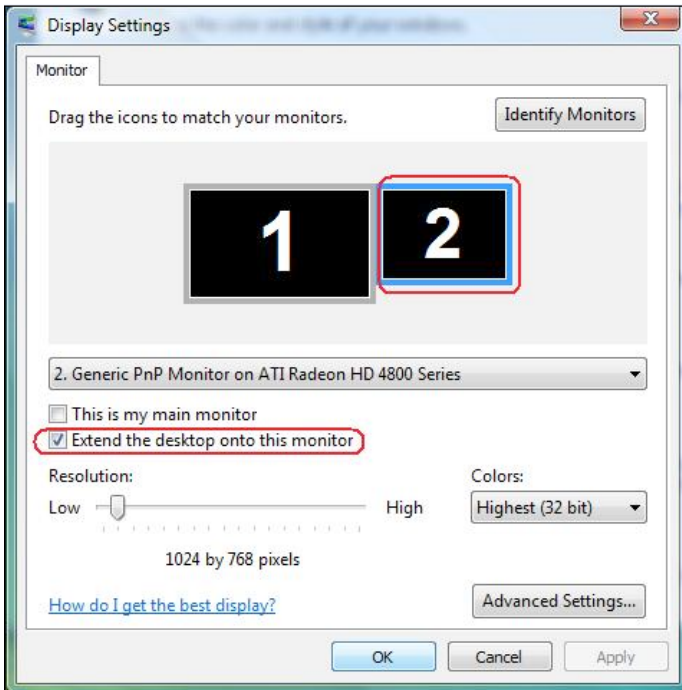 Display Settings
Monitor
Drag the icons to match your monitors.
Identify Monitors
1
2
2. Generic PnP Monitor on ATI Radeon HD 4800 Series
This is my main monitor
Extend the desktop onto this monitor
Resolution:
Colors:
Low
High
Highest (32 bit)
1024 by 768 pixels
How do I get the best display?
Advanced Settings...
OK
Cancel
Apply